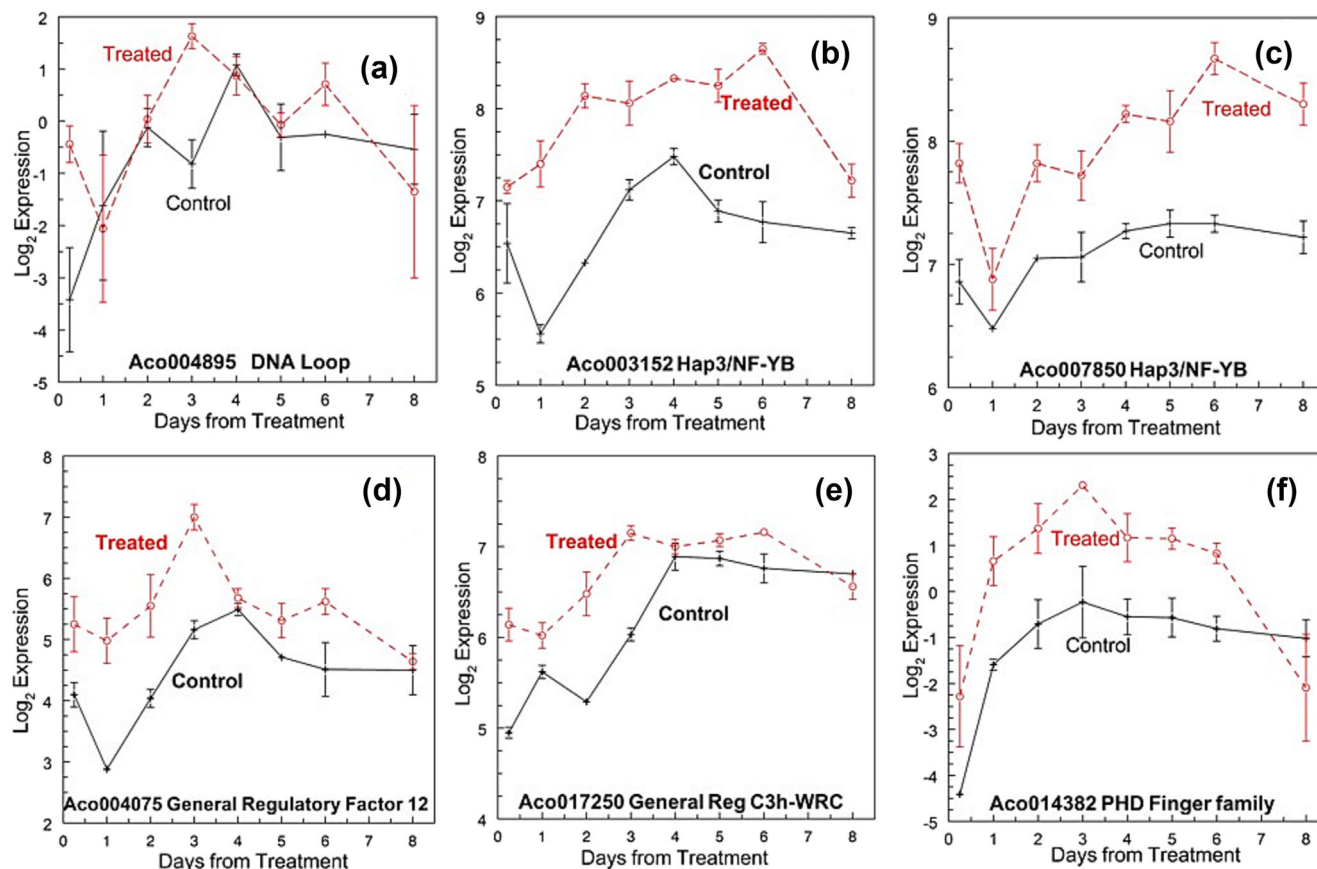 2
1
0
-1
-2
-3
-4
-5
Log2 Expression
Treated
(a)
Control
Aco004895 DNA Loop
0 1 2 3 4 5 6 7 8
Days from Treatment
9
8
7
6
5
Log2 Expression
(b)
Treated
Control
Aco003152 Hap3/NF-YB
0 1 2 3 4 5 6 7 8
Days from Treatment
9
8
7
6
Log2 Expression
(c)
Treated
Control
Aco007850 Hap3/NF-YB
0 1 2 3 4 5 6 7 8
Days from Treatment
8
7
6
5
4
3
2
Log2 Expression
(d)
Treated
Control
Aco004075 General Regulatory Factor 12
0 1 2 3 4 5 6 7 8
Days from Treatment
8
7
6
5
4
Log2 Expression
(e)
Treated
Control
Aco017250 General Reg C3h-WRC
0 1 2 3 4 5 6 7 8
Days from Treatment
3
2
1
0
-1
-2
-3
-4
-5
Log2 Expression
(f)
Treated
Control
Aco014382 PHD Finger family
0 1 2 3 4 5 6 7 8
Days from Treatment